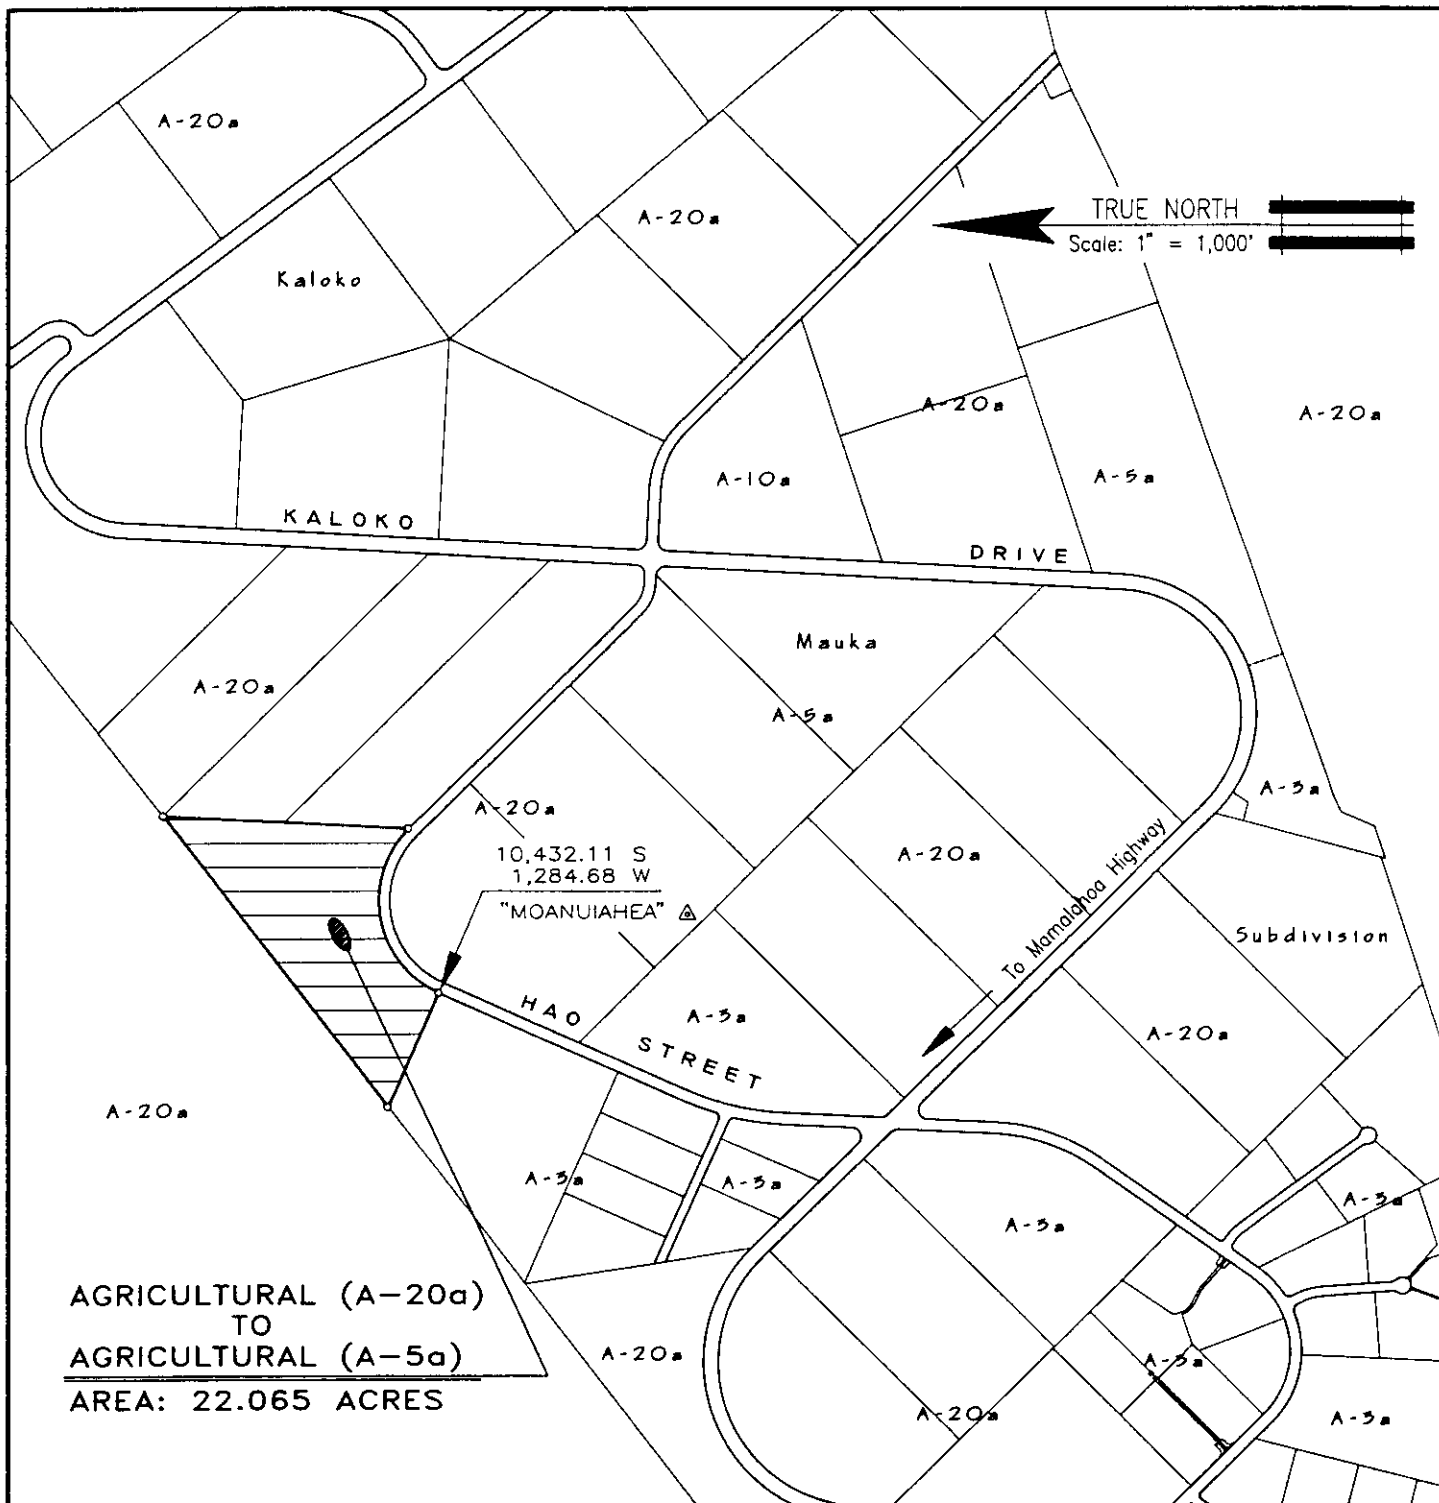 A-20a
TRUE NORTH
Scale: 1" = 1,000'
A-20a
Kaloko
A-20a
A-20a
A-10a
A-5a
KALOKO
DRIVE
Mauka
A-20a
A-5a
A-3a
A-20a
10,432.11 S
1,284.68 W
"MOANUIAHEA"
A-20a
To Mamalahoa Highway
Subdivision
HAO
STREET
A-3a
A-20a
A-20a
A-3a
A-3a
A-3a
A-3a
AGRICULTURAL (A-20a)
TO
AGRICULTURAL (A-5a)
AREA: 22.065 ACRES
A-20a
A-3a
A-20a
A-3a